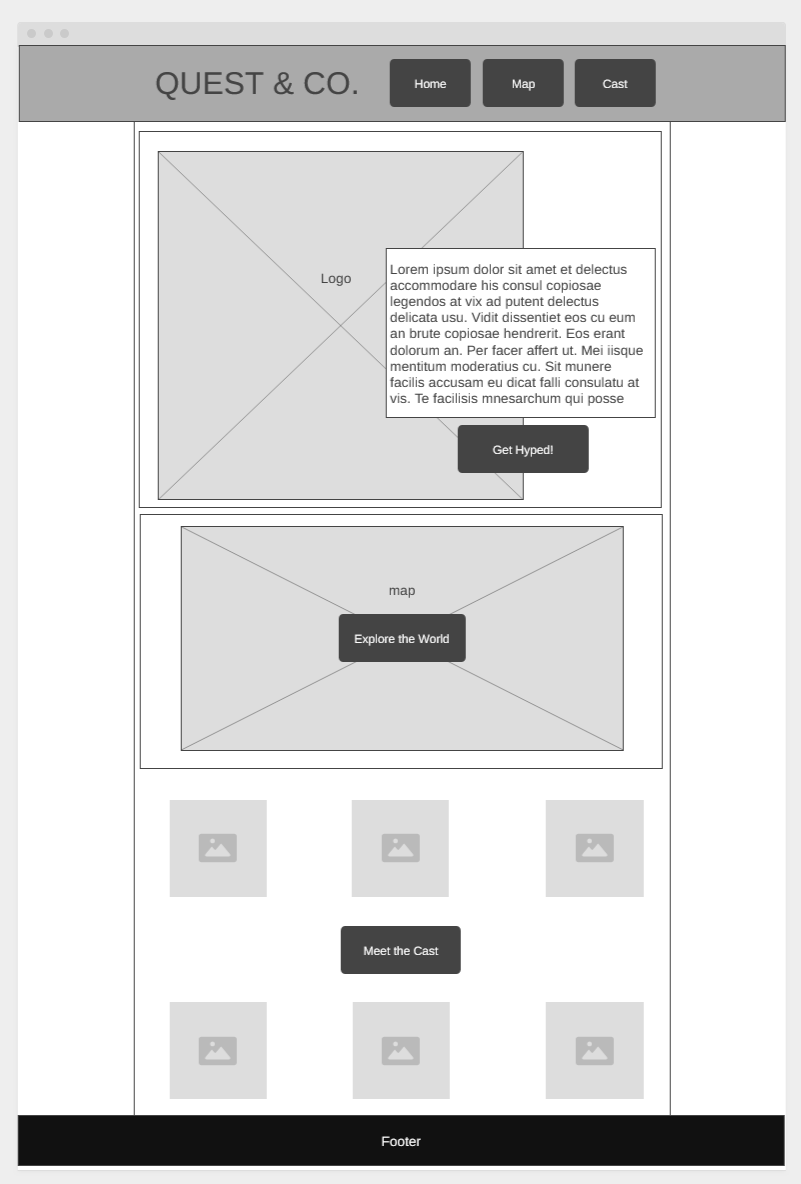 QUEST & CO.
Home
Map
Cast
Logo
Lorem ipsum dolor sit amet et delectus
accommodare his consul copiosae
legendos at vix ad putent delectus
delicata usu. Vidit dissentiet eos cu eum
an brute copiosae hendrerit. Eos erant
dolorum an. Per facer affert ut. Mei iisque
mentitum moderatius cu. Sit munere
facilis accusam eu dicat falli consulatu at
vis. Te facilisis mnesarchum qui posse
Get Hyped!
map
Explore the World
Meet the Cast
Footer